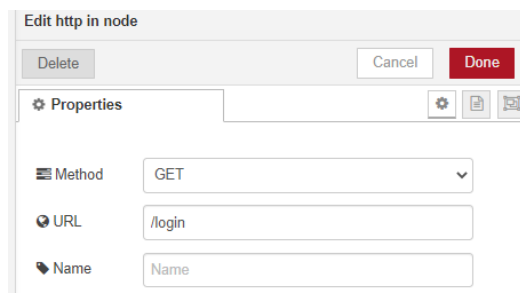 Edit http in node
Delete Cancel Done
Properties
Method GET
URL /login
Name Name